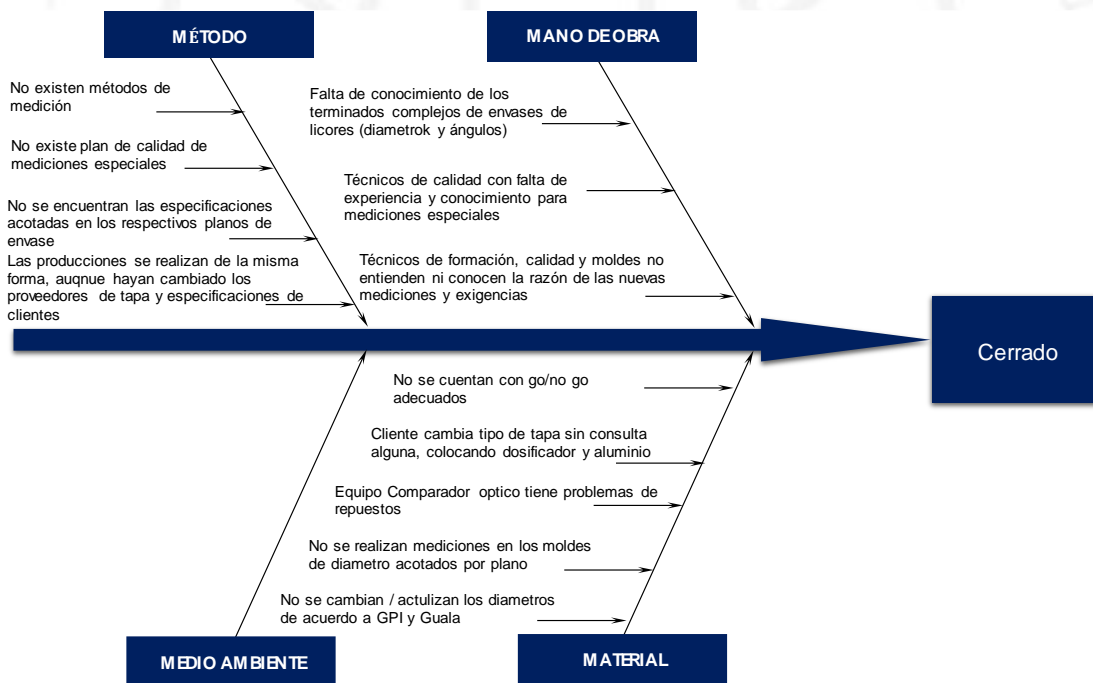 MÉTODO
No existen métodos de
medición
No existe plan de calidad de
mediciones especiales
No se encuentran las especificaciones
acotadas en los respectivos planos de
envase
Las producciones se realizan de la misma
forma, auqnue hayan cambiado los
proveedores de tapa y especificaciones de
clientes
MANO DE OBRA
Falta de conocimiento de los
terminados complejos de envases de
licores (diametrok y ángulos)
Técnicos de calidad con falta de
experiencia y conocimiento para
mediciones especiales
Técnicos de formación, calidad y moldes no
entienden ni conocen la razón de las nuevas
mediciones y exigencias
Cerrado
No se cuentan con go/no go
adecuados
Cliente cambia tipo de tapa sin consulta
alguna, colocando dosificador y aluminio
Equipo Comparador optico tiene problemas de
repuestos
No se realizan mediciones en los moldes
de diametro acotados por plano
No se cambian / actulizan los diametros
de acuerdo a GPI y Guala
MEDIO AMBIENTE
MATERIAL